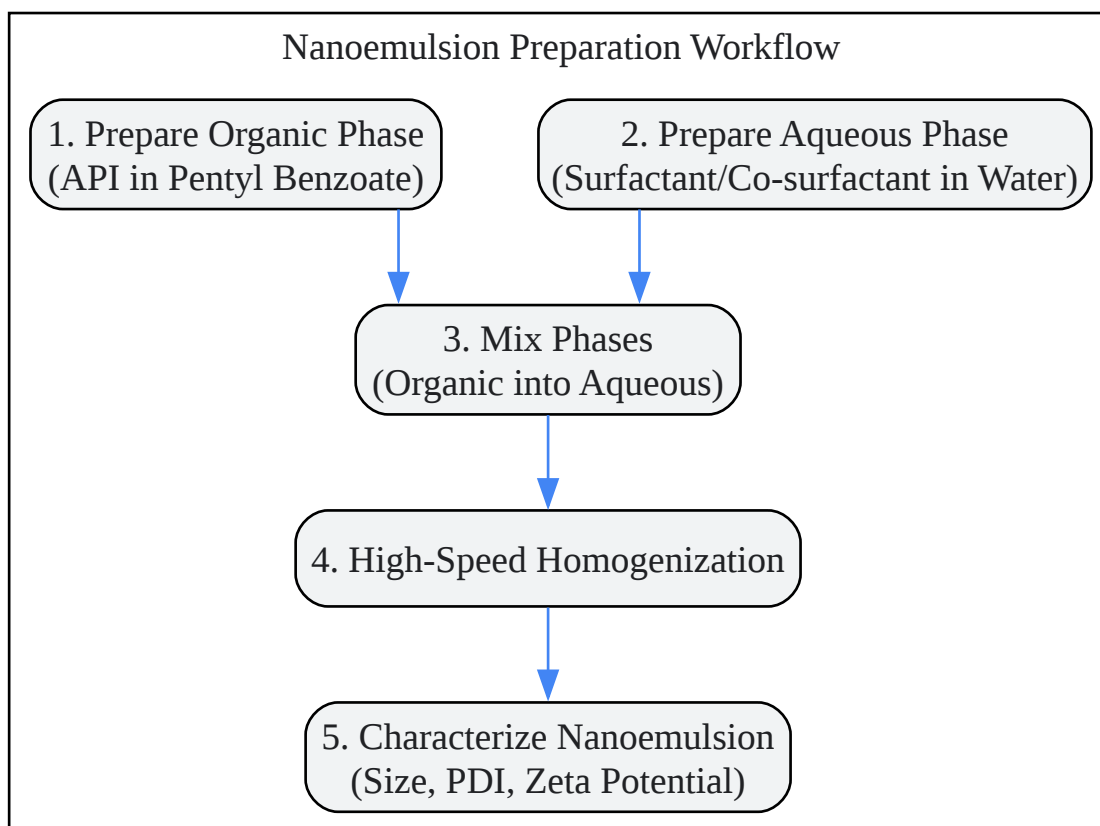 Nanoemulsion Preparation Workflow
1. Prepare Organic Phase
(API in Pentyl Benzoate)
2. Prepare Aqueous Phase
(Surfactant/Co-surfactant in Water)
3. Mix Phases
(Organic into Aqueous)
4. High-Speed Homogenization
5. Characterize Nanoemulsion
(Size, PDI, Zeta Potential)